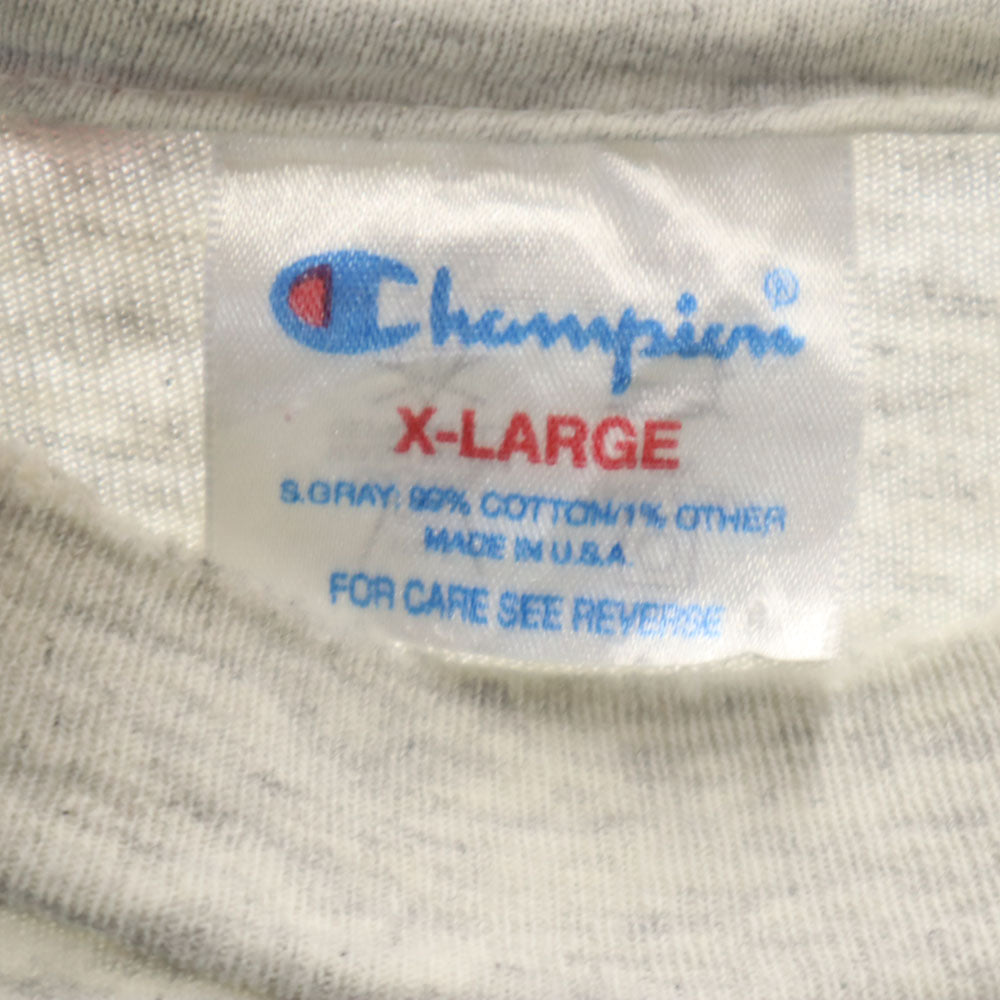 Champion®
X-LARGE
S.GRAY: 99% COTTON/1% OTHER
MADE IN U.S.A.
FOR CARE SEE REVERSE